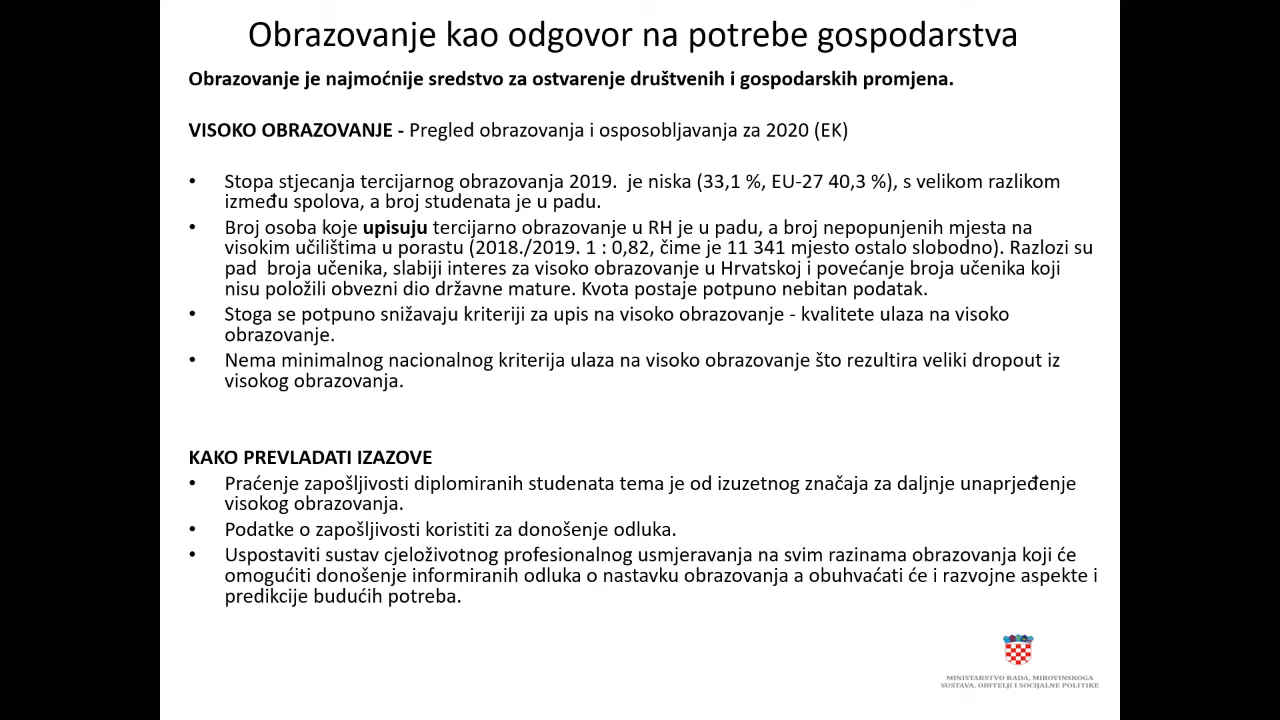 Obrazovanje kao odgovor na potrebe gospodarstva
Obrazovanje je najmoćnije sredstvo za ostvarenje društvenih i gospodarskih promjena.
VISOKO OBRAZOVANJE - Pregled obrazovanja i osposobljavanja za 2020 (EK)
• Stopa stjecanja tercijarnog obrazovanja 2019. je niska (33,1 %, EU-27 40,3 %), s velikom razlikom
između spolova, a broj studenata je u padu.
• Broj osoba koje upisuju tercijarno obrazovanje u RH je u padu, a broj nepopunjenih mjesta na
visokim učilištima u porastu (2018./2019. 1 : 0,82, čime je 11 341 mjesto ostalo slobodno). Razlozi su
pad broja učenika, slabiji interes za visoko obrazovanje u Hrvatskoj i povećanje broja učenika koji
nisu položili obvezni dio državne mature. Kvota postaje potpuno nebitan podatak.
• Stoga se potpuno snižavaju kriteriji za upis na visoko obrazovanje - kvalitete ulaza na visoko
obrazovanje.
• Nema minimalnog nacionalnog kriterija ulaza na visoko obrazovanje što rezultira veliki dropout iz
visokog obrazovanja.
KAKO PREVLADATI IZAZOVE
• Praćenje zapošljivosti diplomiranih studenata tema je od izuzetnog značaja za daljnje unaprjeđenje
visokog obrazovanja.
• Podatke o zapošljivosti koristiti za donošenje odluka.
• Uspostaviti sustav cjeloživotnog profesionalnog usmjeravanja na svim razinama obrazovanja koji će
omogućiti donošenje informiranih odluka o nastavku obrazovanja a obuhvaćati će i razvojne aspekte i
predikcije budućih potreba.
MINISTARSTVO RADA, MIROVINSKOGA
SUSTAVA, OBITELJI I SOCIJALNE POLITIKE